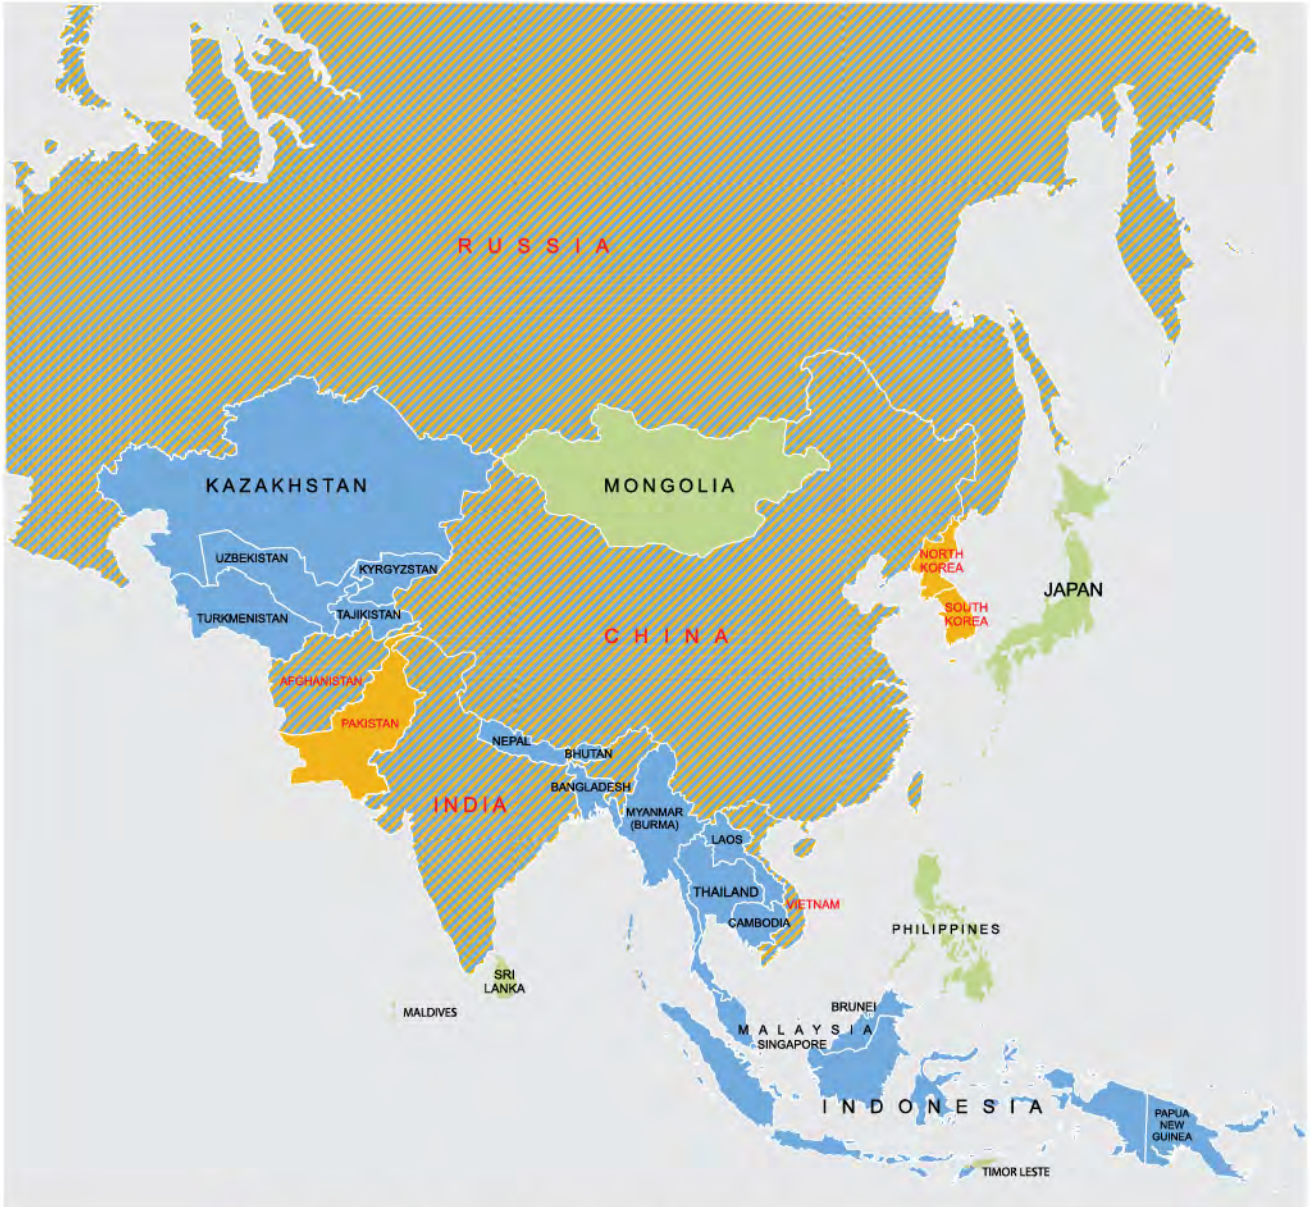 RUSSIA
KAZAKHSTAN
MONGOLIA
UZBEKISTAN
KYRGYZSTAN
NORTH
KOREA
JAPAN
TURKMENISTAN
TAJIKISTAN
SOUTH
KOREA
CHINA
AFGHANISTAN
PAKISTAN
NEPAL
BHUTAN
BANGLADESH
INDIA
MYANMAR
(BURMA)
LAOS
THAILAND
VIETNAM
CAMBODIA
PHILIPPINES
SRI
LANKA
MALDIVES
BRUNEI
MALAYSIA
SINGAPORE
INDONESIA
PAPUA
NEW
GUINEA
TIMOR LESTE